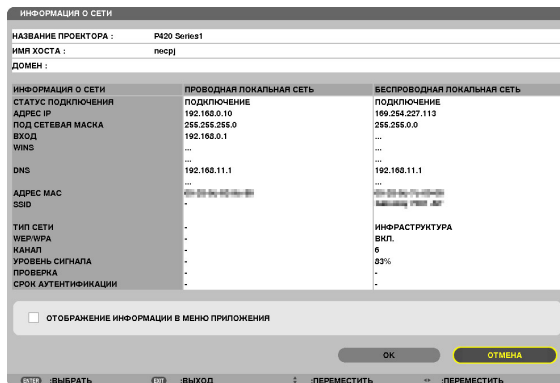 ИНФОРМАЦИЯ О СЕТИ
НАЗВАНИЕ ПРОЕКТОРА : P420 Series1
ИМЯ ХОСТА : necpj
ДОМЕН :
ИНФОРМАЦИЯ О СЕТИ ПРОВОДНАЯ ЛОКАЛЬНАЯ СЕТЬ БЕСПРОВОДНАЯ ЛОКАЛЬНАЯ СЕТЬ
СТАТУС ПОДКЛЮЧЕНИЯ ПОДКЛЮЧЕНИЕ ПОДКЛЮЧЕНИЕ
АДРЕС IP 192.168.0.10 169.254.227.113
ПОД СЕТЕВАЯ МАСКА 255.255.255.0 255.255.0.0
ВХОД 192.168.0.1 ...
WINS ... ...
... ...
DNS 192.168.11.1 192.168.11.1
... ...
АДРЕС MAC
SSID -
ТИП СЕТИ - ИНФРАСТРУКТУРА
WEP/WPA - ВКЛ.
КАНАЛ - 6
УРОВЕНЬ СИГНАЛА - 83%
ПРОВЕРКА - -
СРОК АУТЕНТИФИКАЦИИ - -
ОТОБРАЖЕНИЕ ИНФОРМАЦИИ В МЕНЮ ПРИЛОЖЕНИЯ
OK ОТМЕНА
ENTER :ВЫБРАТЬ EXIT :ВЫХОД :ПЕРЕМЕСТИТЬ :ПЕРЕМЕСТИТЬ